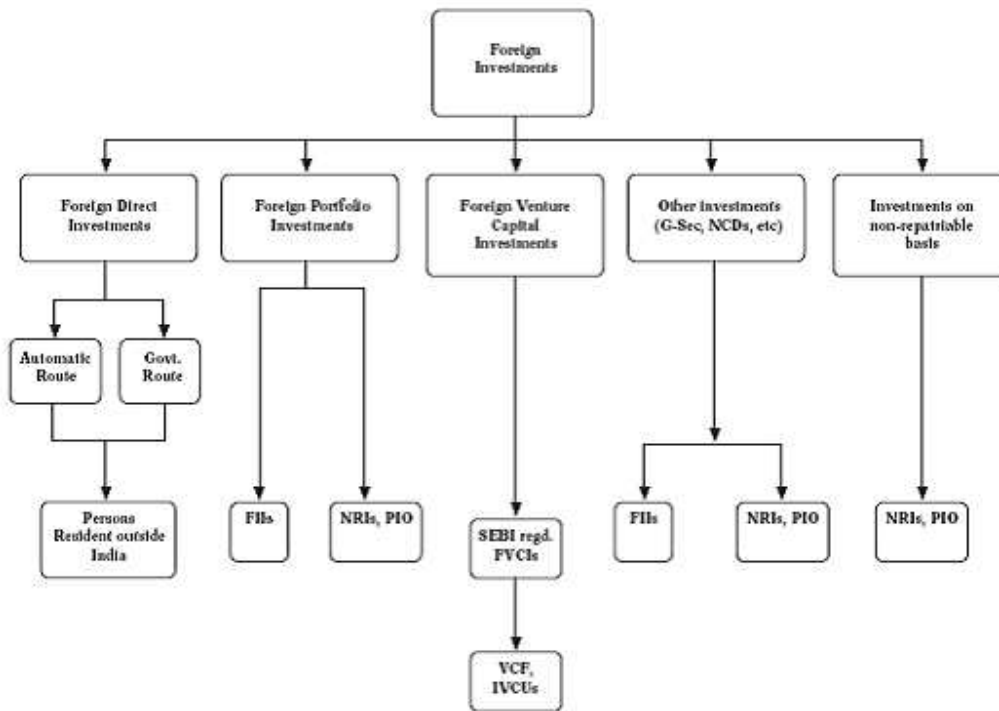 Foreign
Investments
Foreign Direct
Investments
Foreign Portfolio
Investments
Foreign Venture
Capital
Investments
Other investments
(G-Sec, NCDs, etc)
Investments on
non-repatriable
basis
Automatic
Route
Govt.
Route
Persons
Resident outside
India
FIIs
NRIs, PIO
SEBI regd.
FVCIs
FIIs
NRIs, PIO
NRIs, PIO
VCF,
IVCUs